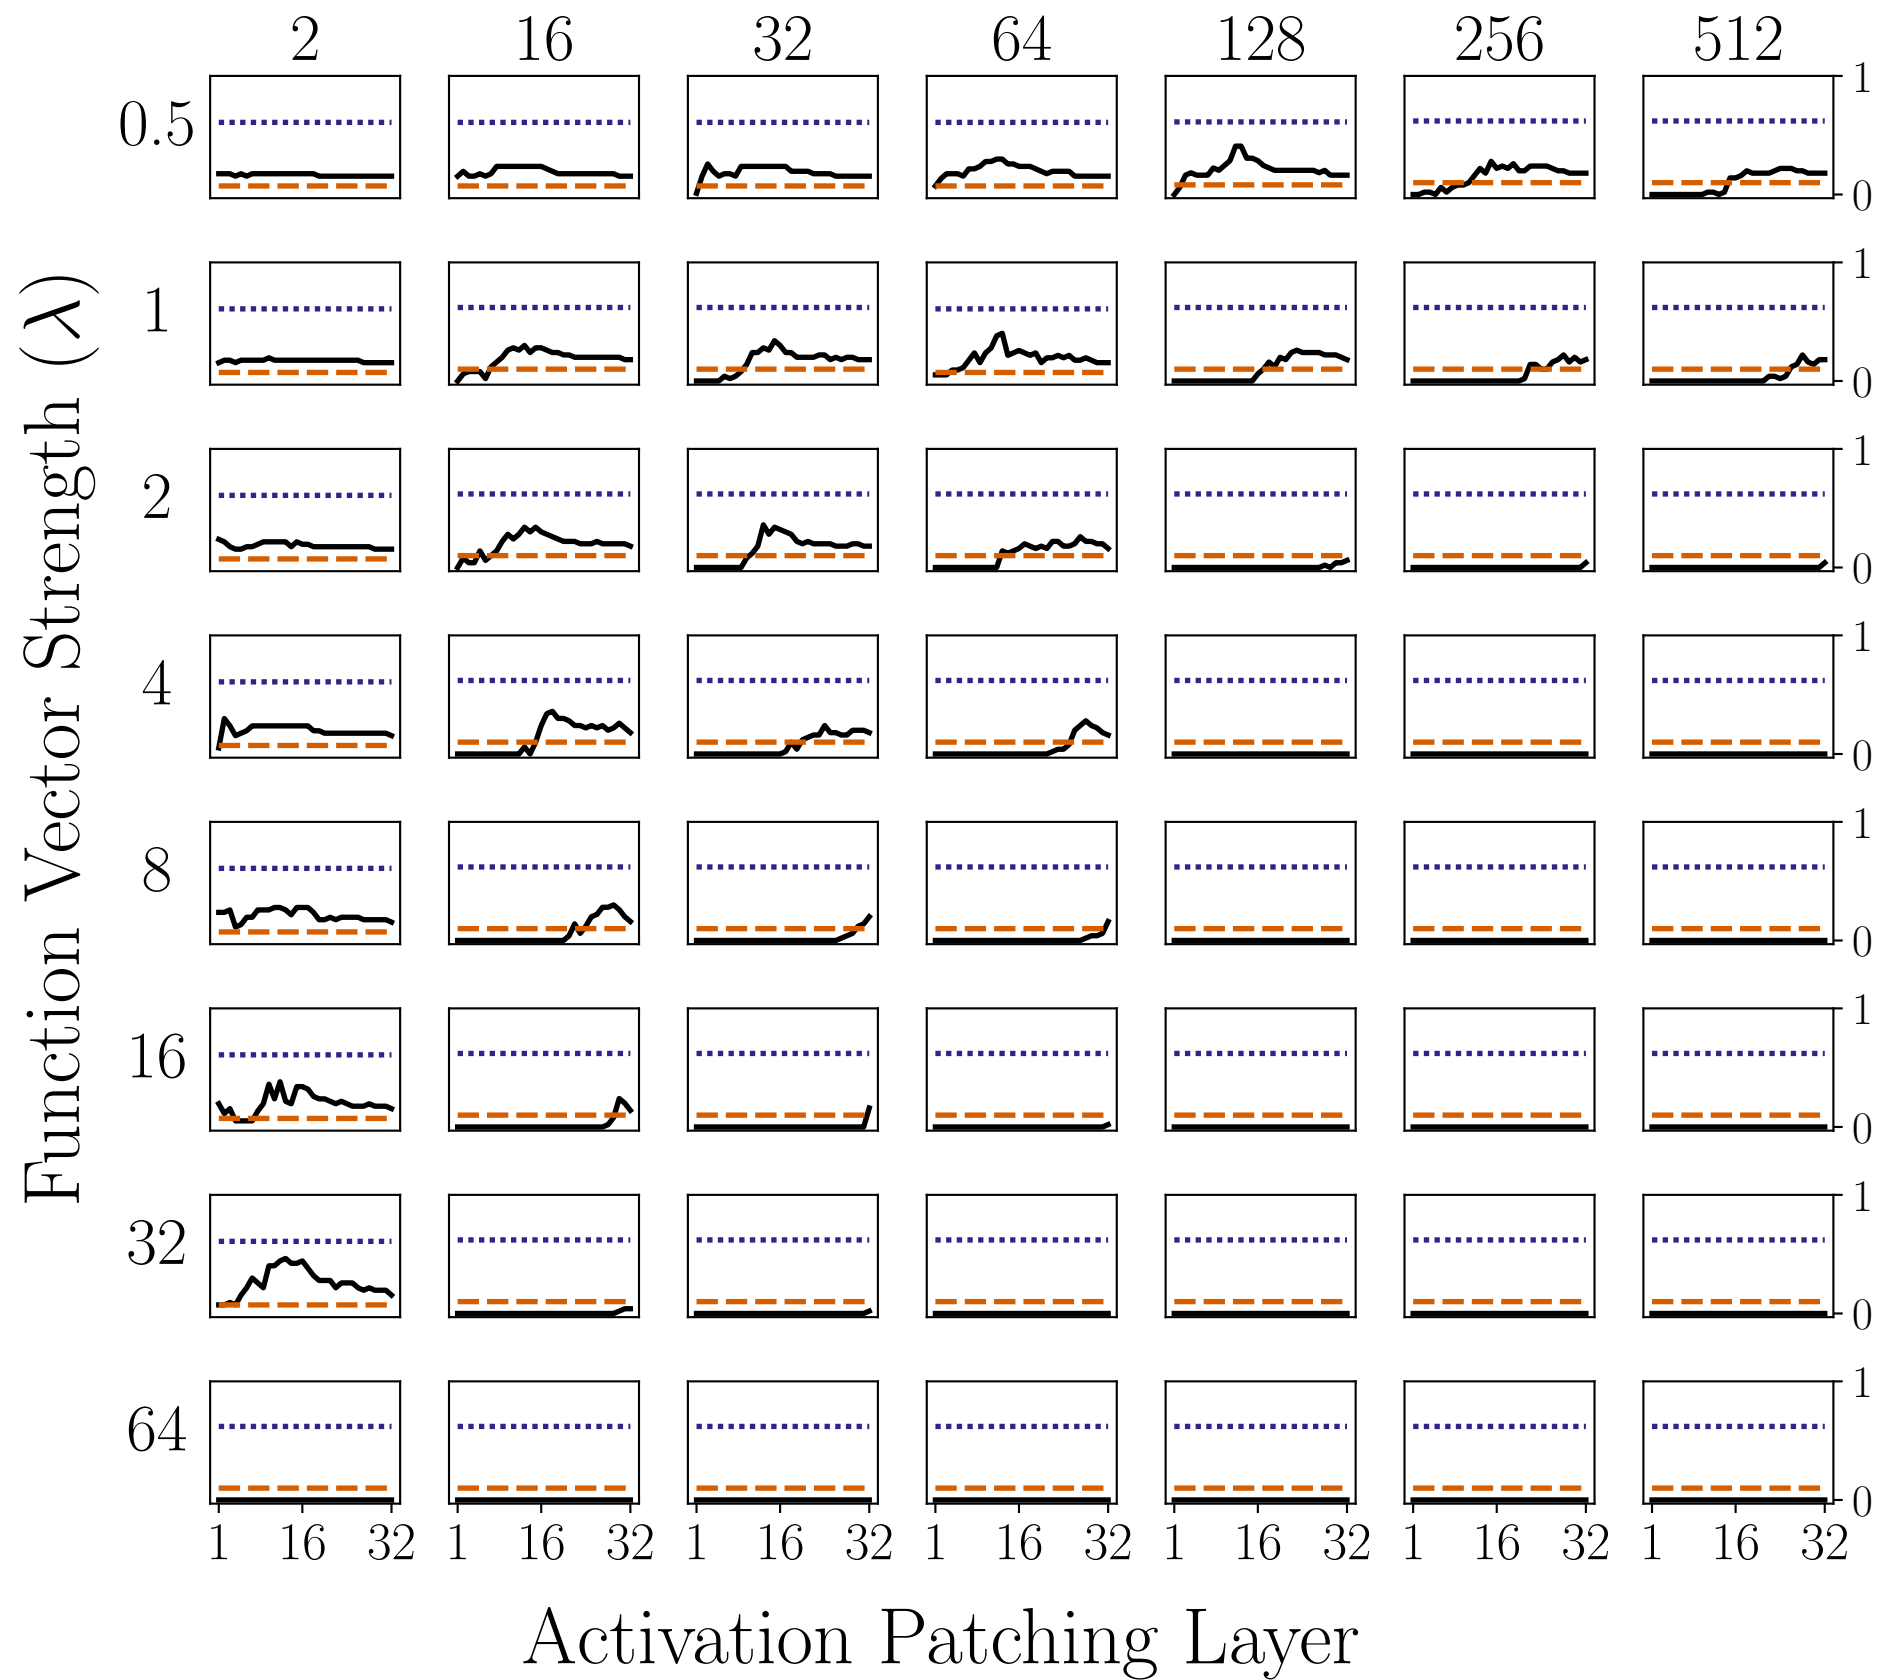 2 16 32 64 128 256 512
0.5 1 0
1 1 0
2 1 0
4 1 0
8 1 0
16 1 0
32 1 0
64 1 0
1 16 32 1 16 32 1 16 32 1 16 32 1 16 32 1 16 32 1 16 32
Function Vector Strength (λ)
Activation Patching Layer